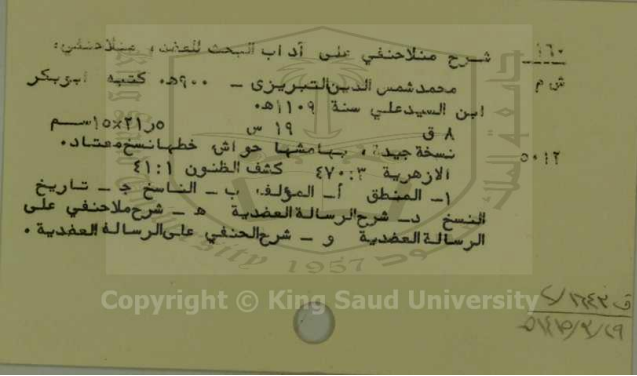 ١٦٠ شرح منلاحنفي على آداب البحث للعضد، منلاحنفي،
ش م محمد شمس الدين التبريزي – ٩٠٠هـ. كتبه ابوبكر
ابن السيدعلي سنة ١١٠٩هـ.
٨ ق ١٩ س ٢١٫٥×١٥سم
٥٠١٢ نسخة جيدة، بهامشها حواش خطهانسخ معتاد.
الازهرية ٣:٤٧٠ كشف الظنون ١:٤١
١- المنطق أ- المؤلف ب- الناسخ ج- تاريخ
النسخ د- شرح الرسالة العضدية هـ- شرح ملاحنفي على
الرسالة العضدية و- شرح الحنفي على الرسالة العضدية.
1957
Copyright © King Saud University